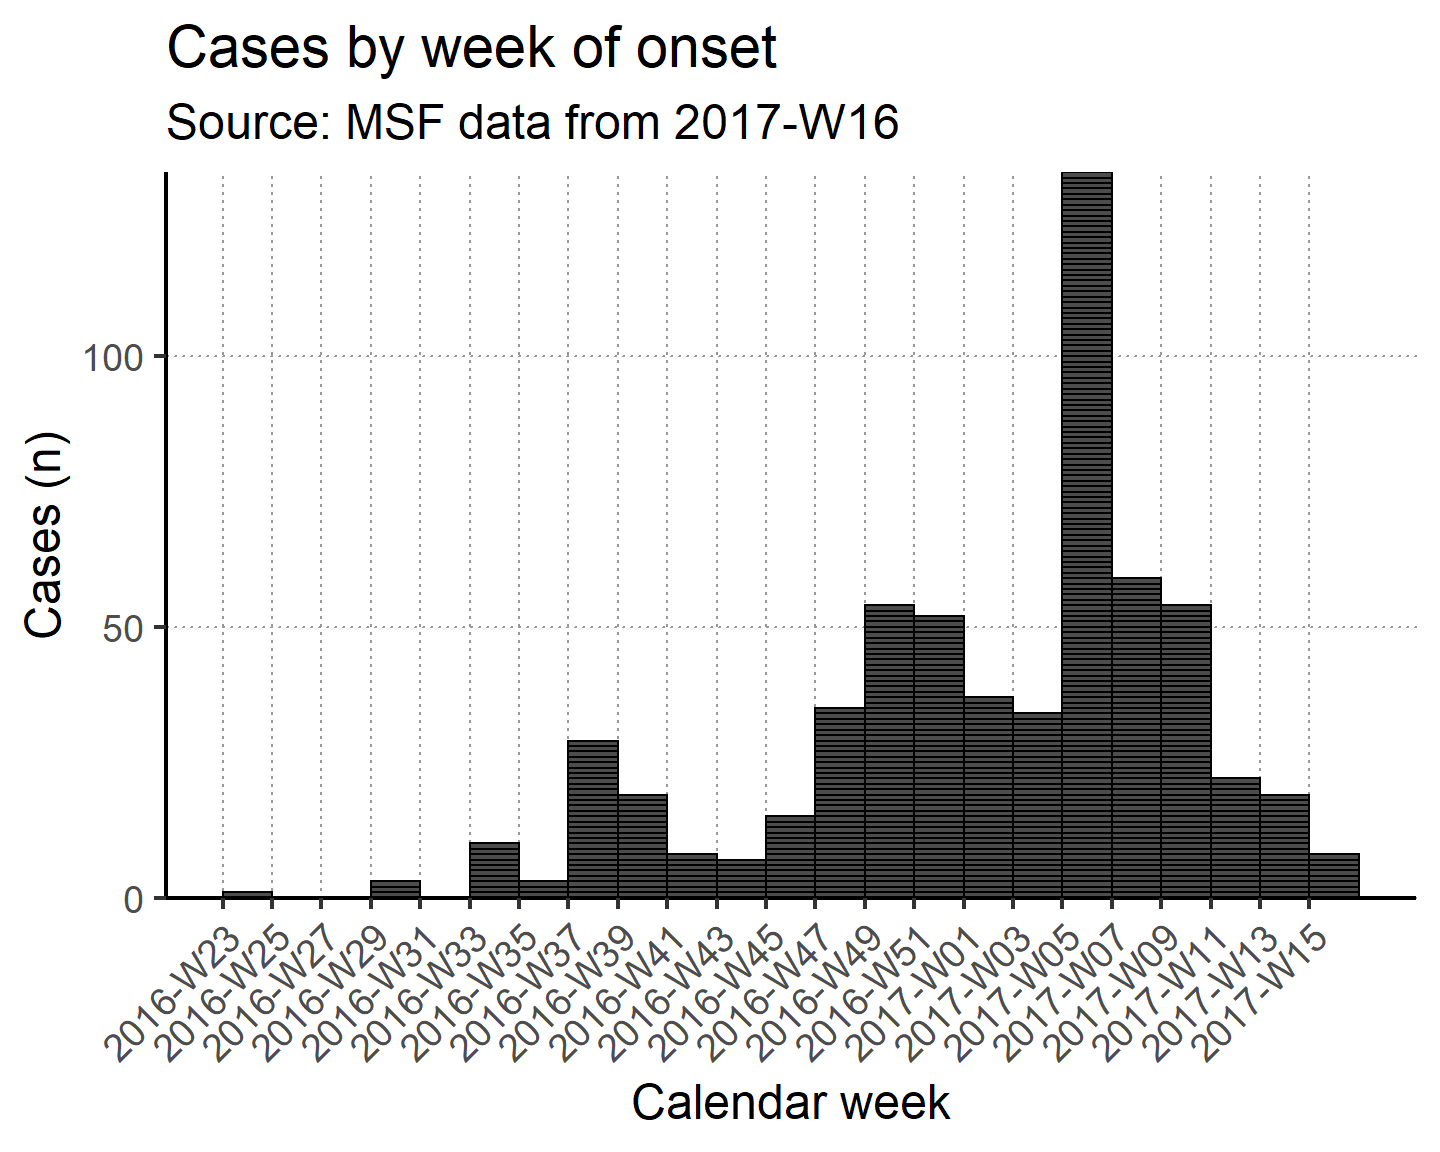 Cases by week of onset
Source: MSF data from 2017-W16
Cases (n)
100
50
0
2016-W23
2016-W25
2016-W27
2016-W29
2016-W31
2016-W33
2016-W35
2016-W37
2016-W39
2016-W41
2016-W43
2016-W45
2016-W47
2016-W49
2016-W51
2017-W01
2017-W03
2017-W05
2017-W07
2017-W09
2017-W11
2017-W13
2017-W15
Calendar week